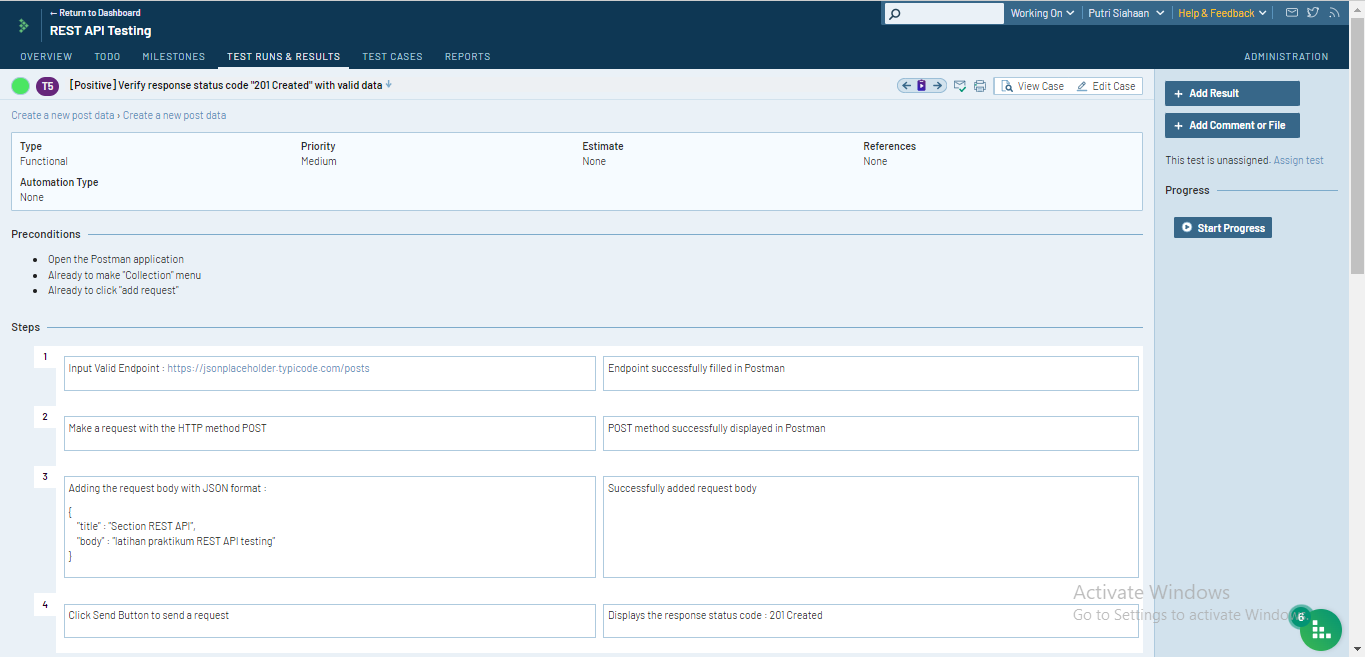 ← Return to Dashboard
REST API Testing
Working On
Putri Siahaan
Help & Feedback
OVERVIEW TODO MILESTONES TEST RUNS & RESULTS TEST CASES REPORTS ADMINISTRATION
T5 [Positive] Verify response status code "201 Created" with valid data
View Case Edit Case
+ Add Result
Create a new post data › Create a new post data
+ Add Comment or File
Type Priority Estimate References
Functional Medium None None
This test is unassigned. Assign test
Automation Type
None
Progress
Start Progress
Preconditions
• Open the Postman application
• Already to make "Collection" menu
• Already to click "add request"
Steps
1
Input Valid Endpoint : https://jsonplaceholder.typicode.com/posts
Endpoint successfully filled in Postman
2
Make a request with the HTTP method POST
POST method successfully displayed in Postman
3
Adding the request body with JSON format :
{
"title" : "Section REST API",
"body" : "latihan praktikum REST API testing"
}
Successfully added request body
4
Click Send Button to send a request
Displays the response status code : 201 Created
Activate Windows
Go to Settings to activate Windo
6